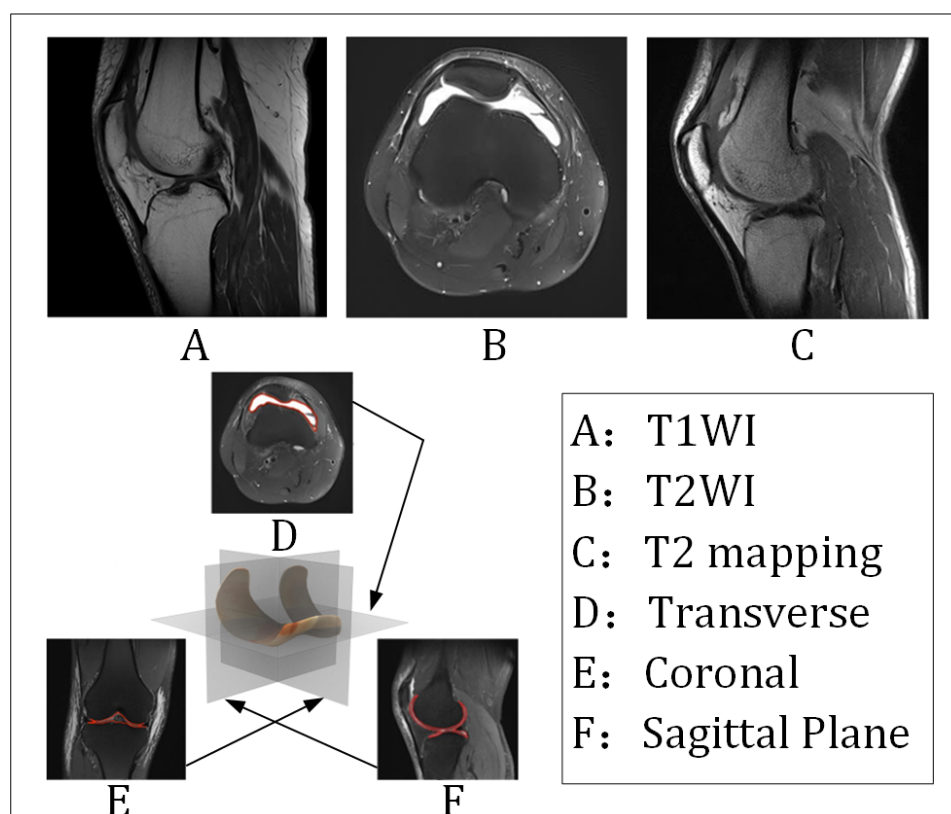 A
B
C
D
E
F
A: T1WI
B: T2WI
C: T2 mapping
D: Transverse
E: Coronal
F: Sagittal Plane